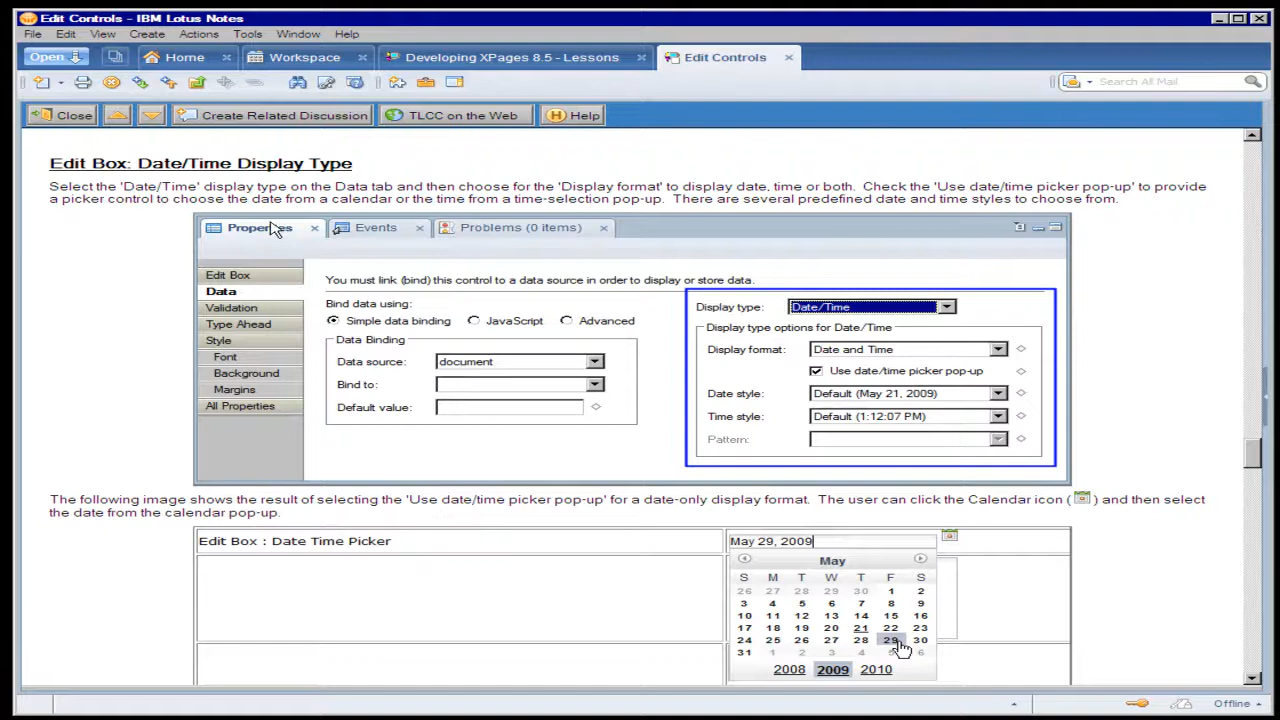 Edit Controls - IBM Lotus Notes
File Edit View Create Actions Tools Window Help
Open Home Workspace Developing XPages 8.5 - Lessons Edit Controls
Search All Mail
Close Create Related Discussion TLCC on the Web Help
Edit Box: Date/Time Display Type
Select the 'Date/Time' display type on the Data tab and then choose for the 'Display format' to display date, time or both. Check the 'Use date/time picker pop-up' to provide
a picker control to choose the date from a calendar or the time from a time-selection pop-up. There are several predefined date and time styles to choose from.
Properties Events Problems (0 items)
Edit Box
Data
Validation
Type Ahead
Style
Font
Background
Margins
All Properties
You must link (bind) this control to a data source in order to display or store data.
Bind data using:
Simple data binding JavaScript Advanced
Data Binding
Data source: document
Bind to:
Default value:
Display type: Date/Time
Display type options for Date/Time
Display format: Date and Time
Use date/time picker pop-up
Date style: Default (May 21, 2009)
Time style: Default (1:12:07 PM)
Pattern:
The following image shows the result of selecting the 'Use date/time picker pop-up' for a date-only display format. The user can click the Calendar icon ( ) and then select
the date from the calendar pop-up.
Edit Box : Date Time Picker May 29, 2009
May
S M T W T F S
26 27 28 29 30 1 2
3 4 5 6 7 8 9
10 11 12 13 14 15 16
17 18 19 20 21 22 23
24 25 26 27 28 29 30
31 1 2 3 4 5 6
2008 2009 2010
Offline